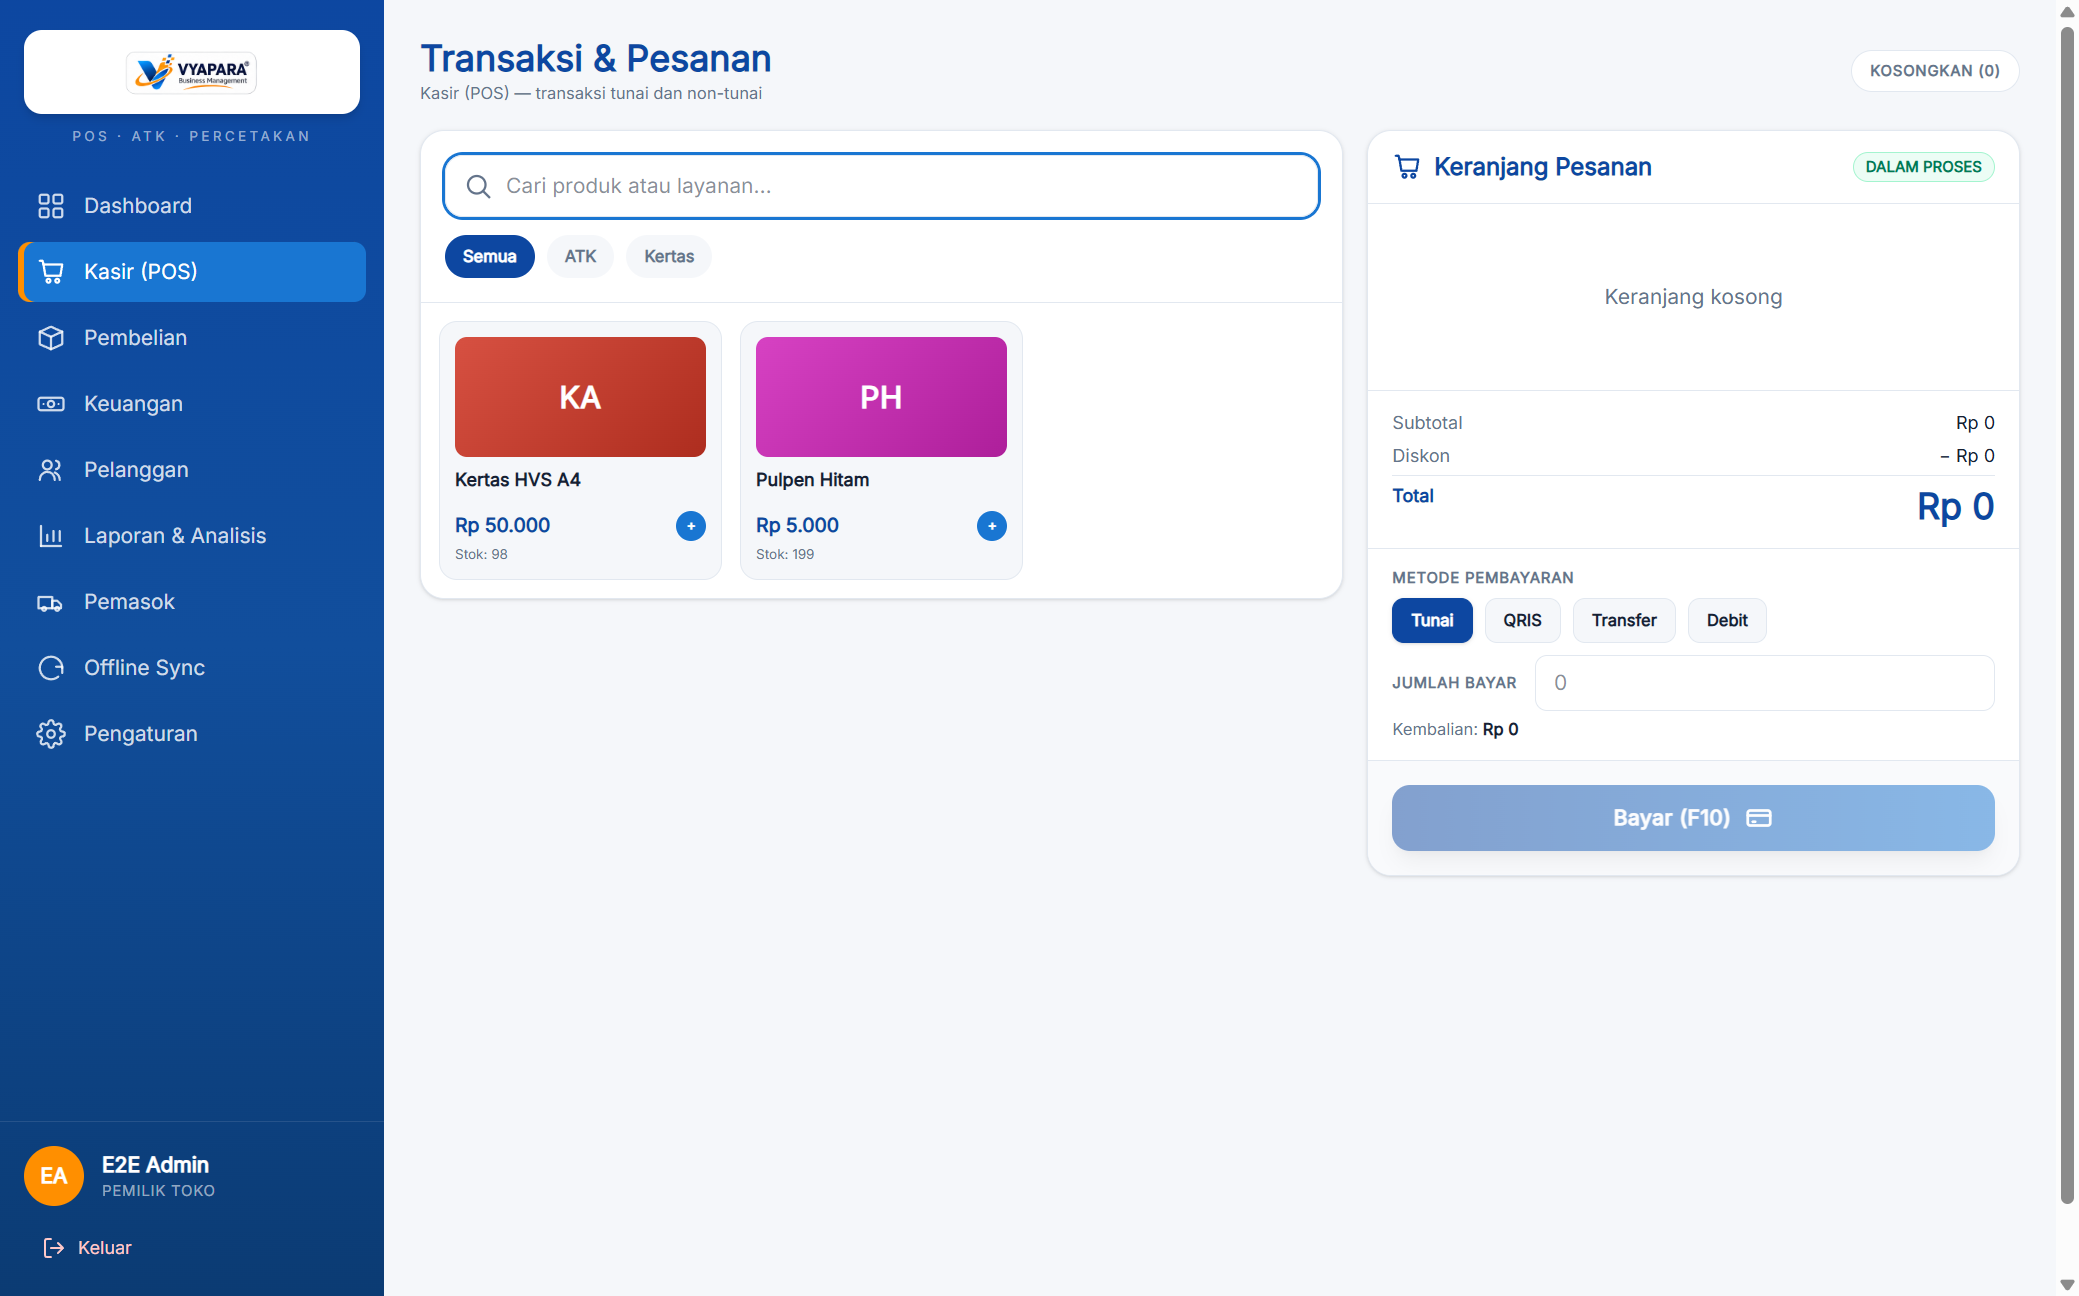 VYAPARA®
Business Management
POS · ATK · PERCETAKAN
Dashboard
Kasir (POS)
Pembelian
Keuangan
Pelanggan
Laporan & Analisis
Pemasok
Offline Sync
Pengaturan
EA
E2E Admin
PEMILIK TOKO
Keluar
Transaksi & Pesanan
Kasir (POS) — transaksi tunai dan non-tunai
KOSONGKAN (0)
Cari produk atau layanan...
Semua
ATK
Kertas
KA
Kertas HVS A4
Rp 50.000
+
Stok: 98
PH
Pulpen Hitam
Rp 5.000
+
Stok: 199
Keranjang Pesanan
DALAM PROSES
Keranjang kosong
Subtotal
Rp 0
Diskon
– Rp 0
Total
Rp 0
METODE PEMBAYARAN
Tunai
QRIS
Transfer
Debit
JUMLAH BAYAR
0
Kembalian: Rp 0
Bayar (F10)